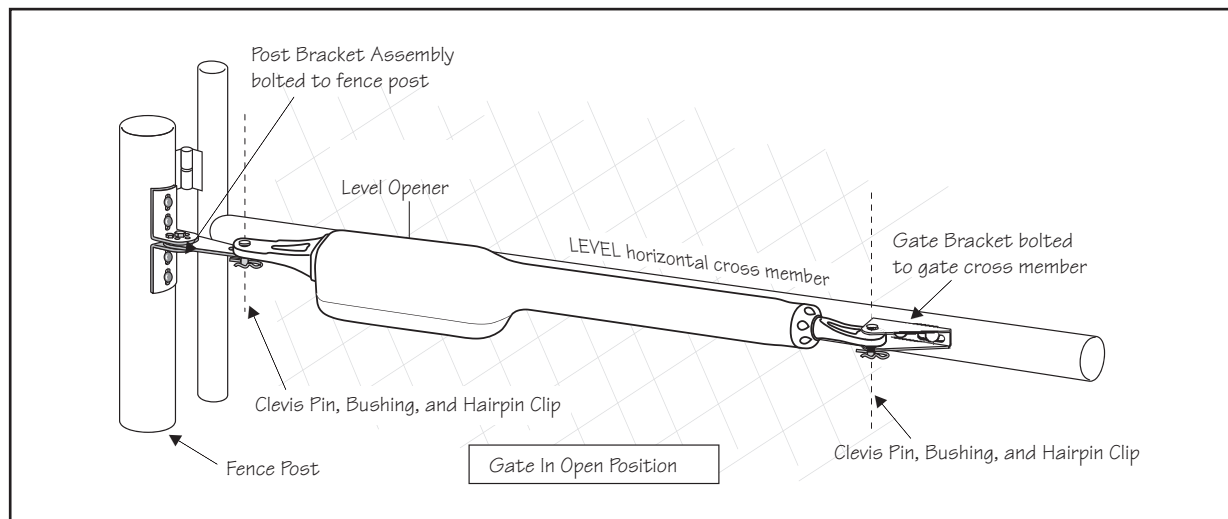 Post Bracket Assembly
bolted to fence post
Level Opener
LEVEL horizontal cross member
Gate Bracket bolted
to gate cross member
Clevis Pin, Bushing, and Hairpin Clip
Clevis Pin, Bushing, and Hairpin Clip
Fence Post
Gate In Open Position